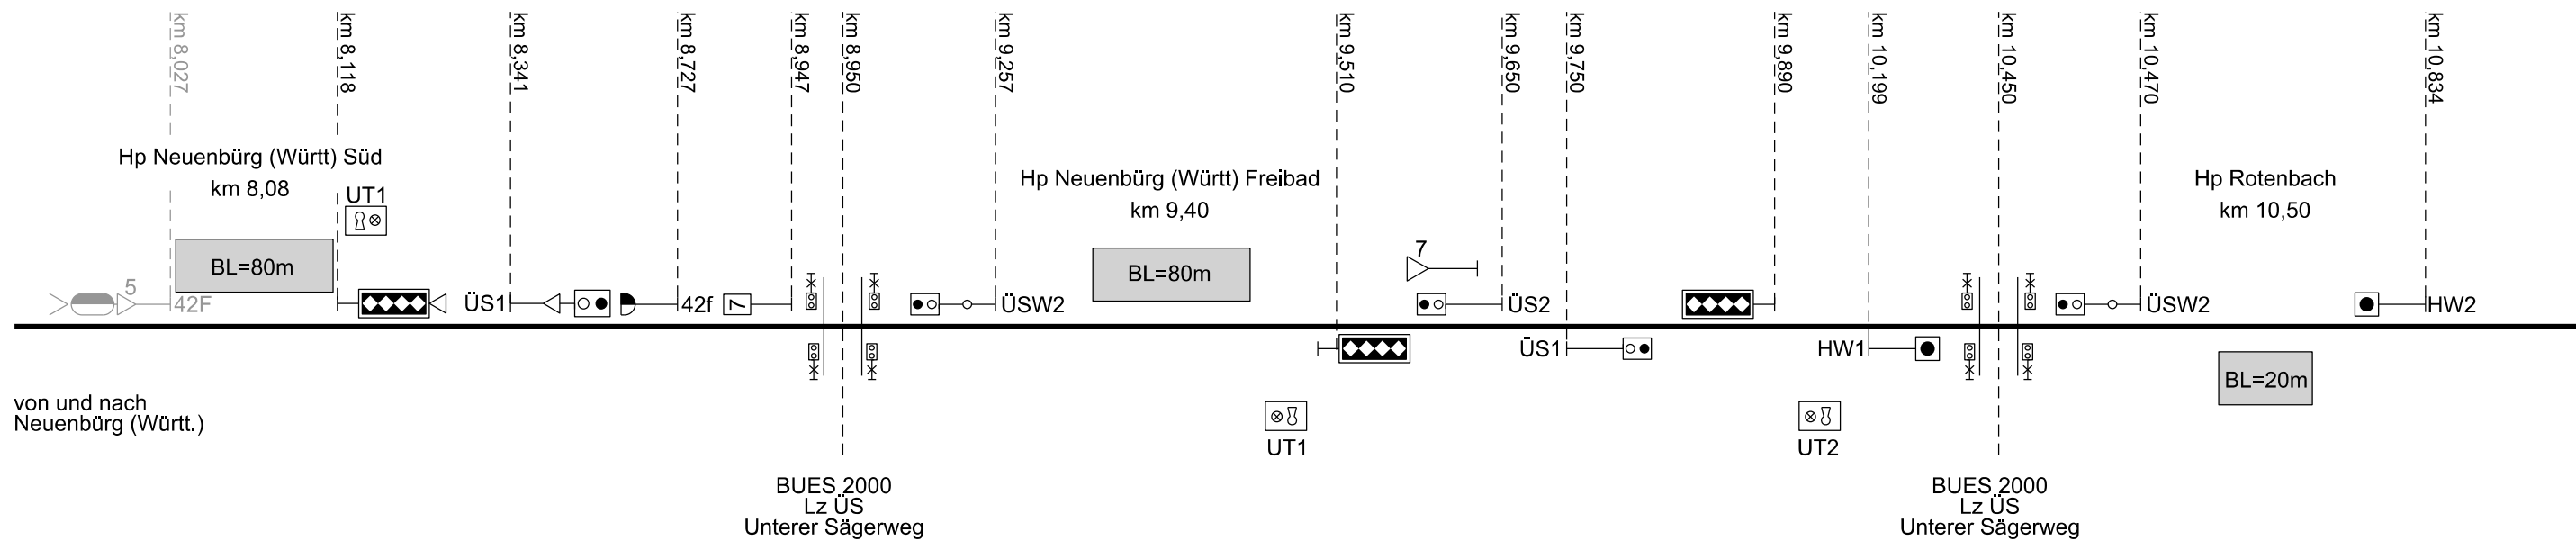 km 8,027
km 8,118
km 8,341
km 8,727
km 8,947
km 8,950
km 9,257
km 9,510
km 9,650
km 9,750
km 9,890
km 10,199
km 10,450
km 10,470
km 10,834
Hp Neuenbürg (Württ) Süd
km 8,08
UT1
Hp Neuenbürg (Württ) Freibad
km 9,40
Hp Rotenbach
km 10,50
BL=80m
BL=80m
7
5
42F
ÜS1
42f
7
ÜSW2
ÜS2
ÜSW2
HW2
ÜS1
HW1
BL=20m
von und nach
Neuenbürg (Württ.)
UT1
UT2
BUES 2000
Lz ÜS
Unterer Sägerweg
BUES 2000
Lz ÜS
Unterer Sägerweg